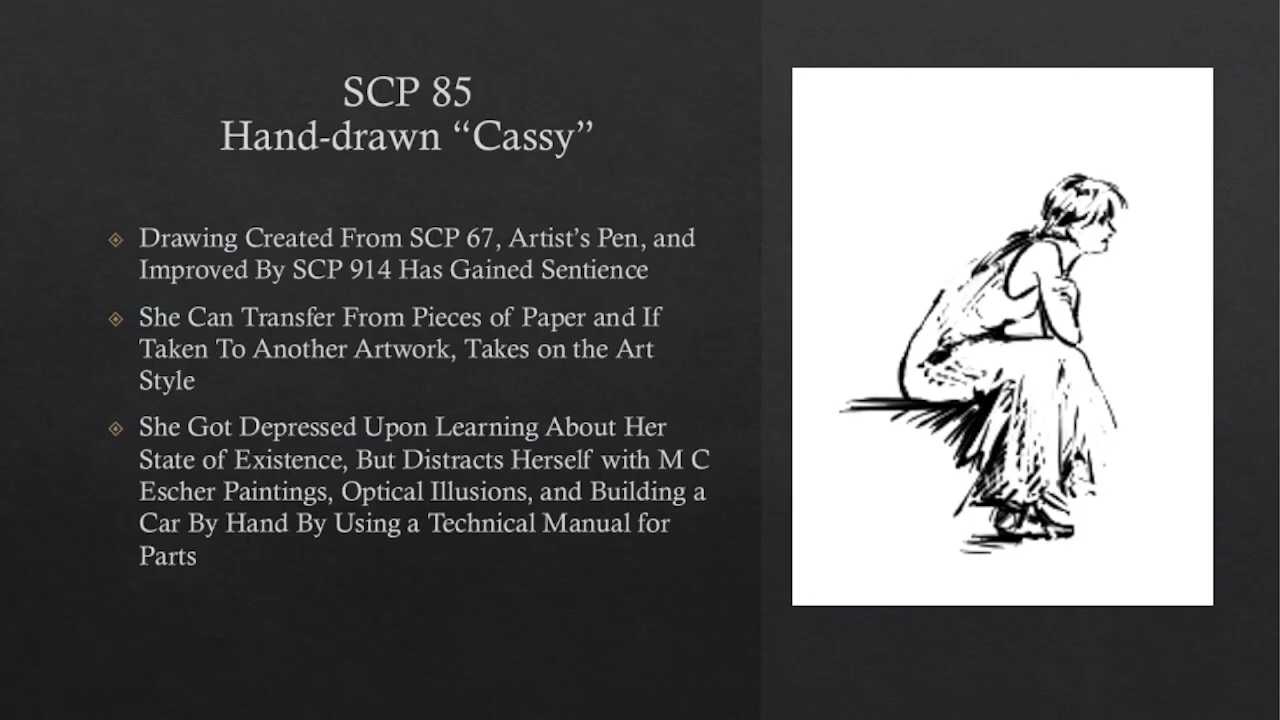 SCP 85
Hand-drawn “Cassy”
Drawing Created From SCP 67, Artist’s Pen, and
Improved By SCP 914 Has Gained Sentience
She Can Transfer From Pieces of Paper and If
Taken To Another Artwork, Takes on the Art
Style
She Got Depressed Upon Learning About Her
State of Existence, But Distracts Herself with M C
Escher Paintings, Optical Illusions, and Building a
Car By Hand By Using a Technical Manual for
Parts